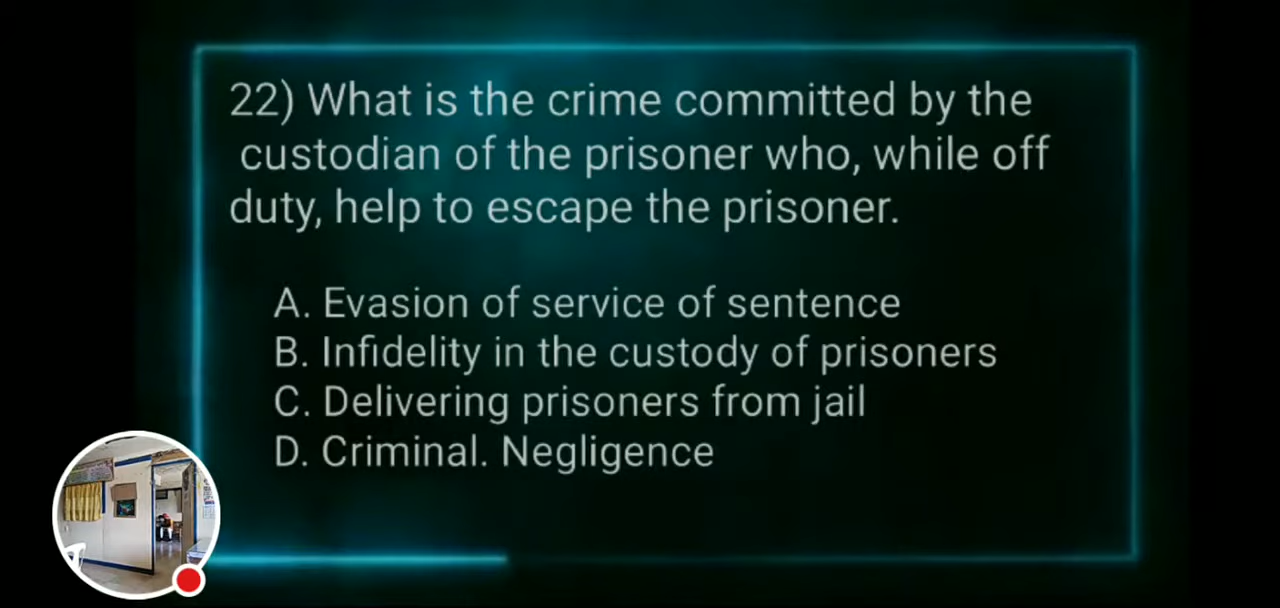 22) What is the crime committed by the
custodian of the prisoner who, while off
duty, help to escape the prisoner.
A. Evasion of service of sentence
B. Infidelity in the custody of prisoners
C. Delivering prisoners from jail
D. Criminal. Negligence